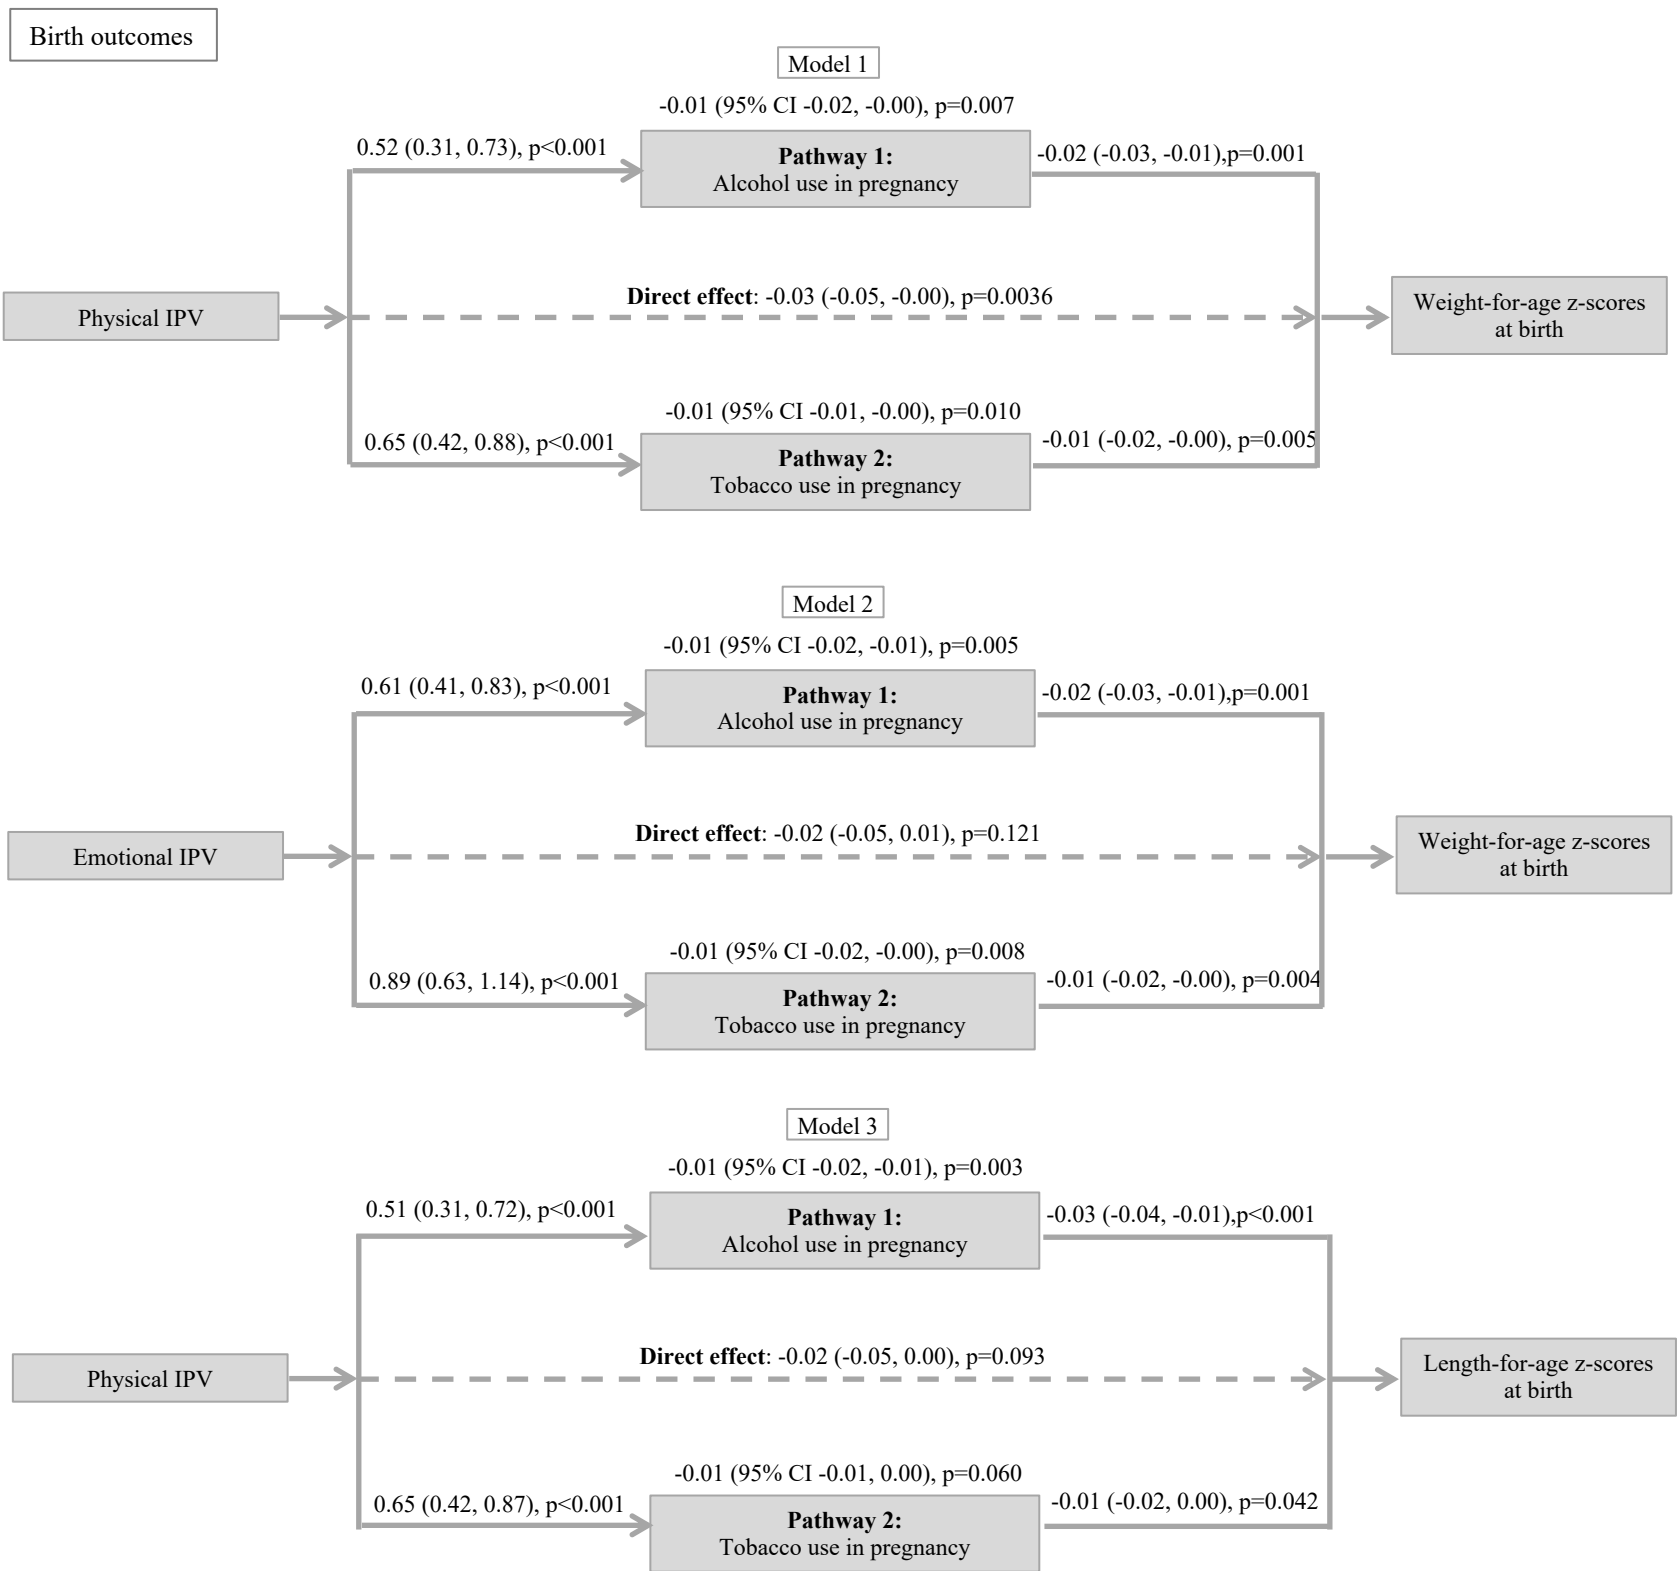 Birth outcomes
Model 1
-0.01 (95% CI -0.02, -0.00), p=0.007
0.52 (0.31, 0.73), p<0.001
Pathway 1:
Alcohol use in pregnancy
-0.02 (-0.03, -0.01),p=0.001
Physical IPV
Direct effect: -0.03 (-0.05, -0.00), p=0.0036
Weight-for-age z-scores
at birth
-0.01 (95% CI -0.01, -0.00), p=0.010
0.65 (0.42, 0.88), p<0.001
Pathway 2:
Tobacco use in pregnancy
-0.01 (-0.02, -0.00), p=0.005
Model 2
-0.01 (95% CI -0.02, -0.01), p=0.005
0.61 (0.41, 0.83), p<0.001
Pathway 1:
Alcohol use in pregnancy
-0.02 (-0.03, -0.01),p=0.001
Emotional IPV
Direct effect: -0.02 (-0.05, 0.01), p=0.121
Weight-for-age z-scores
at birth
-0.01 (95% CI -0.02, -0.00), p=0.008
0.89 (0.63, 1.14), p<0.001
Pathway 2:
Tobacco use in pregnancy
-0.01 (-0.02, -0.00), p=0.004
Model 3
-0.01 (95% CI -0.02, -0.01), p=0.003
0.51 (0.31, 0.72), p<0.001
Pathway 1:
Alcohol use in pregnancy
-0.03 (-0.04, -0.01),p<0.001
Physical IPV
Direct effect: -0.02 (-0.05, 0.00), p=0.093
Length-for-age z-scores
at birth
-0.01 (95% CI -0.01, 0.00), p=0.060
0.65 (0.42, 0.87), p<0.001
Pathway 2:
Tobacco use in pregnancy
-0.01 (-0.02, 0.00), p=0.042